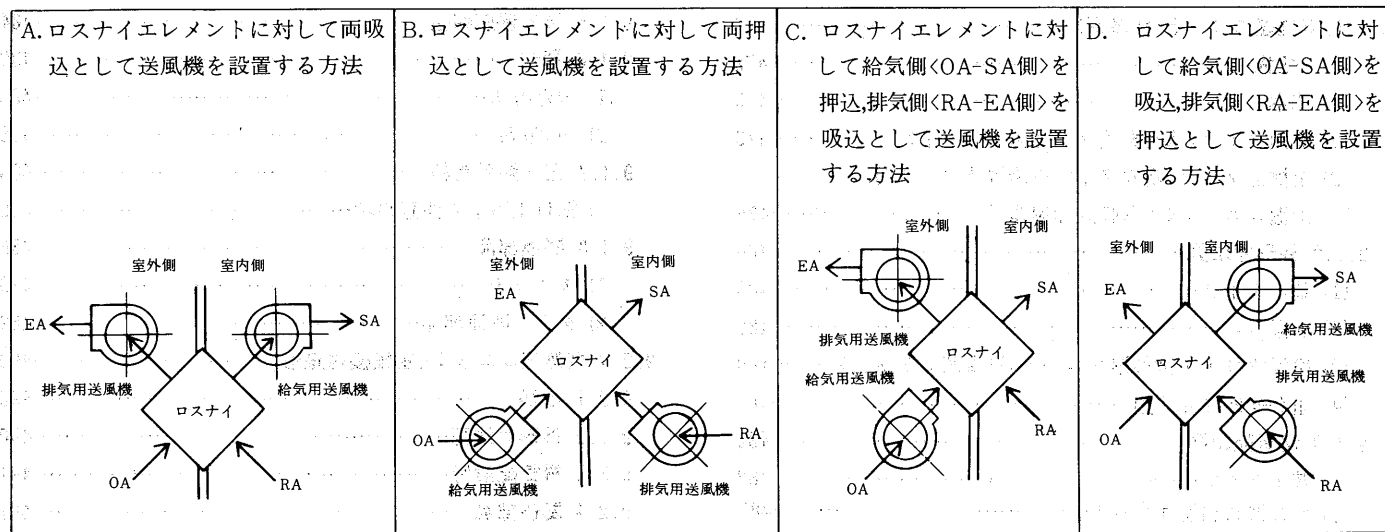 A. ロスナイエレメントに対して両吸
込として送風機を設置する方法
室外側
室内側
EA
SA
排気用送風機
給気用送風機
ロスナイ
OA
RA
B. ロスナイエレメントに対して両押
込として送風機を設置する方法
室外側
室内側
EA
SA
ロスナイ
OA
RA
給気用送風機
排気用送風機
C. ロスナイエレメントに対
して給気側<OA-SA側>を
押込,排気側<RA-EA側>を
吸込として送風機を設置
する方法
室外側
室内側
EA
SA
排気用送風機
ロスナイ
給気用送風機
RA
OA
D. ロスナイエレメントに対
して給気側<OA-SA側>を
吸込,排気側<RA-EA側>を
押込として送風機を設置
する方法
室外側
室内側
EA
SA
給気用送風機
ロスナイ
排気用送風機
OA
RA